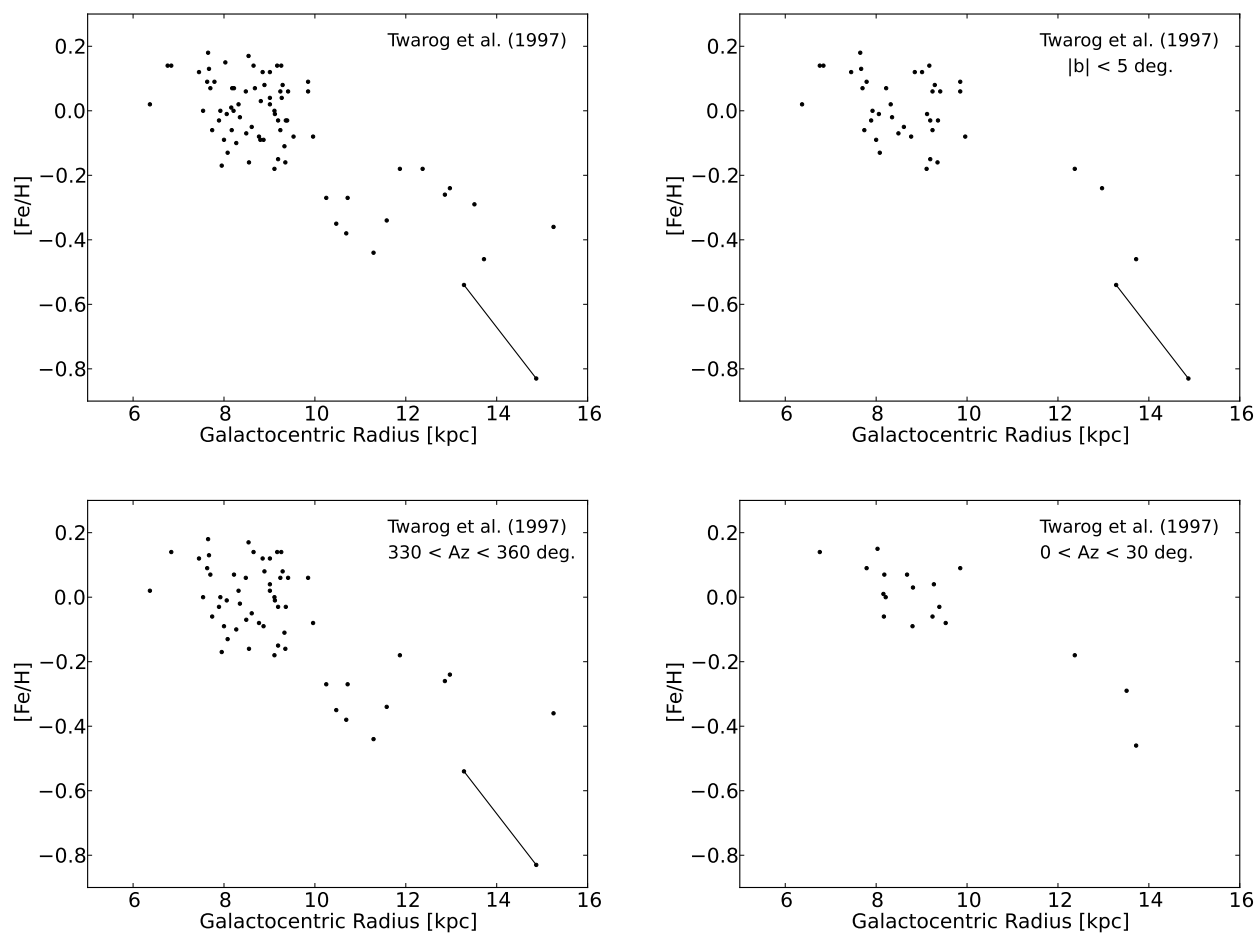 0.2
0.0
−0.2
−0.4
−0.6
−0.8
[Fe/H]
6 8 10 12 14 16
Galactocentric Radius [kpc]
Twarog et al. (1997)
0.2
0.0
−0.2
−0.4
−0.6
−0.8
[Fe/H]
6 8 10 12 14 16
Galactocentric Radius [kpc]
Twarog et al. (1997)
|b| < 5 deg.
0.2
0.0
−0.2
−0.4
−0.6
−0.8
[Fe/H]
6 8 10 12 14 16
Galactocentric Radius [kpc]
Twarog et al. (1997)
330 < Az < 360 deg.
0.2
0.0
−0.2
−0.4
−0.6
−0.8
[Fe/H]
6 8 10 12 14 16
Galactocentric Radius [kpc]
Twarog et al. (1997)
0 < Az < 30 deg.